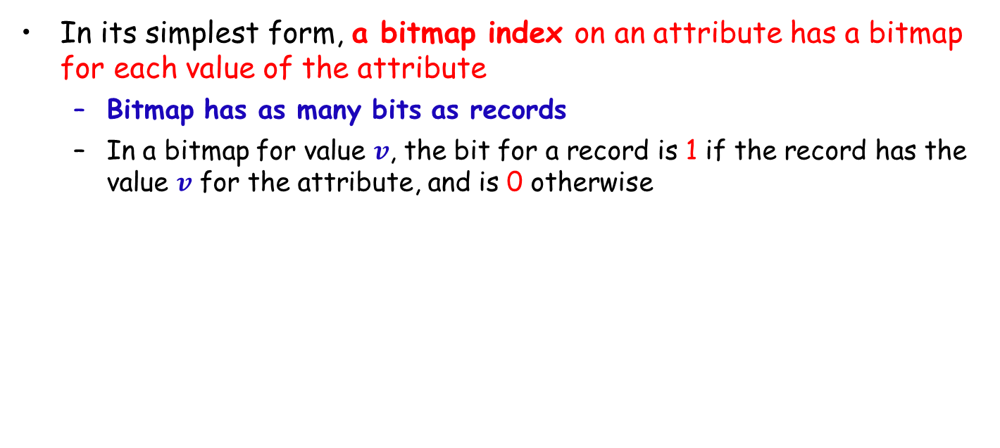 • In its simplest form, a bitmap index on an attribute has a bitmap
for each value of the attribute
– Bitmap has as many bits as records
– In a bitmap for value v, the bit for a record is 1 if the record has the
value v for the attribute, and is 0 otherwise